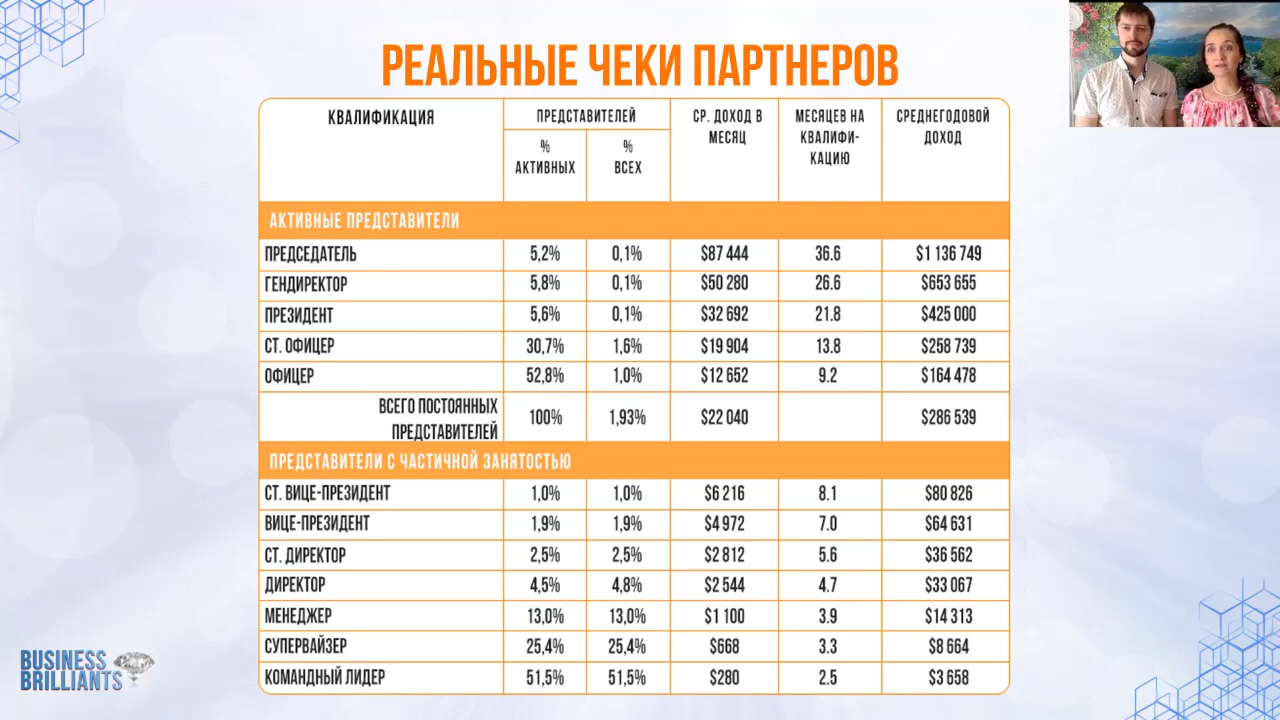 РЕАЛЬНЫЕ ЧЕКИ ПАРТНЕРОВ
КВАЛИФИКАЦИЯ
ПРЕДСТАВИТЕЛЕЙ
% АКТИВНЫХ
% ВСЕХ
СР. ДОХОД В МЕСЯЦ
МЕСЯЦЕВ НА КВАЛИФИ-КАЦИЮ
СРЕДНЕГОДОВОЙ ДОХОД
АКТИВНЫЕ ПРЕДСТАВИТЕЛИ
ПРЕДСЕДАТЕЛЬ 5,2% 0,1% $87 444 36.6 $1 136 749
ГЕНДИРЕКТОР 5,8% 0,1% $50 280 26.6 $653 655
ПРЕЗИДЕНТ 5,6% 0,1% $32 692 21.8 $425 000
СТ. ОФИЦЕР 30,7% 1,6% $19 904 13.8 $258 739
ОФИЦЕР 52,8% 1,0% $12 652 9.2 $164 478
ВСЕГО ПОСТОЯННЫХ ПРЕДСТАВИТЕЛЕЙ 100% 1,93% $22 040 $286 539
ПРЕДСТАВИТЕЛИ С ЧАСТИЧНОЙ ЗАНЯТОСТЬЮ
СТ. ВИЦЕ-ПРЕЗИДЕНТ 1,0% 1,0% $6 216 8.1 $80 826
ВИЦЕ-ПРЕЗИДЕНТ 1,9% 1,9% $4 972 7.0 $64 631
СТ. ДИРЕКТОР 2,5% 2,5% $2 812 5.6 $36 562
ДИРЕКТОР 4,5% 4,8% $2 544 4.7 $33 067
МЕНЕДЖЕР 13,0% 13,0% $1 100 3.9 $14 313
СУПЕРВАЙЗЕР 25,4% 25,4% $668 3.3 $8 664
КОМАНДНЫЙ ЛИДЕР 51,5% 51,5% $280 2.5 $3 658
BUSINESS
BRILLIANTS